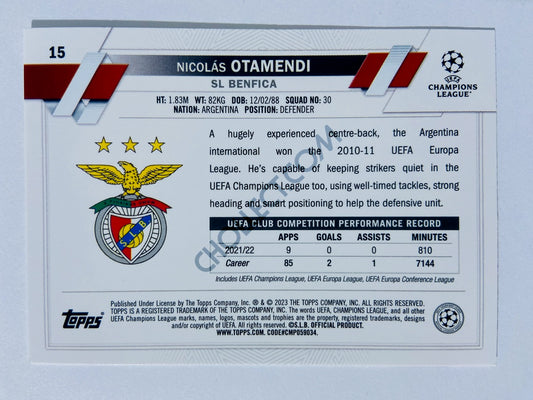 15
NICOLÁS OTAMENDI
SL BENFICA
UEFA
CHAMPIONS
LEAGUE
HT: 1.83M WT: 82KG DOB: 12/02/88 SQUAD NO: 30
NATION: ARGENTINA POSITION: DEFENDER
A hugely experienced centre-back, the Argentina
international won the 2010-11 UEFA Europa
League. He's capable of keeping strikers quiet in the
UEFA Champions League too, using well-timed tackles, strong
heading and smart positioning to help the defensive unit.
UEFA CLUB COMPETITION PERFORMANCE RECORD
APPS GOALS ASSISTS MINUTES
2021/22 9 0 0 810
Career 85 2 1 7144
Includes UEFA Champions League, UEFA Europa League, UEFA Europa Conference League
SLB
Topps
Published Under License by The Topps Company, Inc. ® & © 2023 THE TOPPS COMPANY, INC. ALL RIGHTS RESERVED.
TOPPS IS A REGISTERED TRADEMARK OF THE TOPPS COMPANY, INC. The words UEFA, CHAMPIONS LEAGUE, and all other
UEFA Champions League marks, names, logos, mascots and trophies are the property, registered trademarks, designs
and/or copyright of UEFA. All rights reserved. ©S.L.B. OFFICIAL PRODUCT.
WWW.TOPPS.COM. CODE#CMP059034.